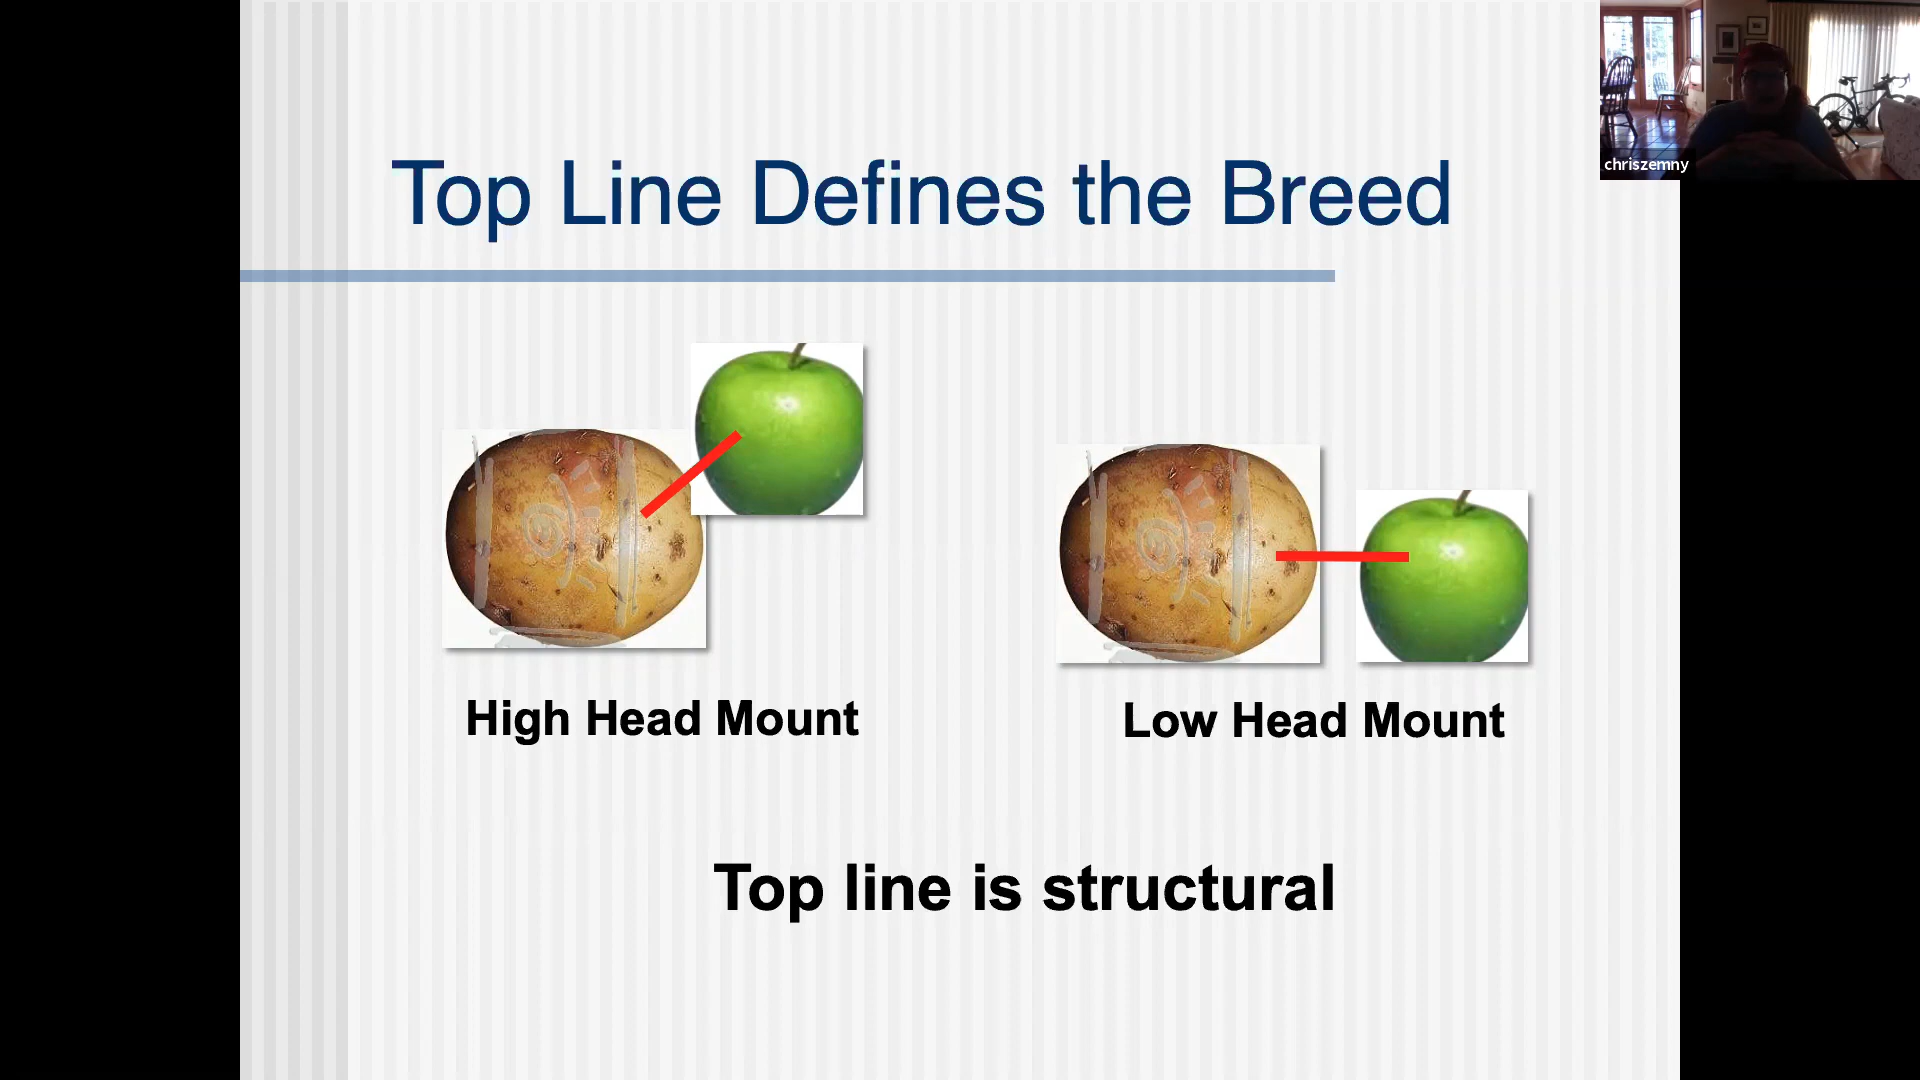 Top Line Defines the Breed
chriszemny
High Head Mount
Low Head Mount
Top line is structural